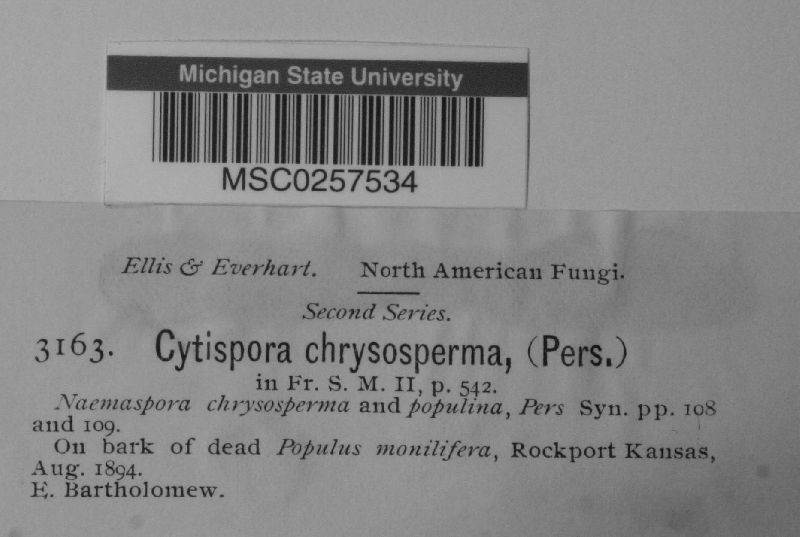 Michigan State University
MSC0257534
Ellis & Everhart. North American Fungi.
Second Series.
3163. Cytispora chrysosperma, (Pers.)
in Fr. S. M. II, p. 542.
Naemaspora chrysosperma and populina, Pers Syn. pp. 108
and 109.
On bark of dead Populus monilifera, Rockport Kansas,
Aug. 1894.
E. Bartholomew.